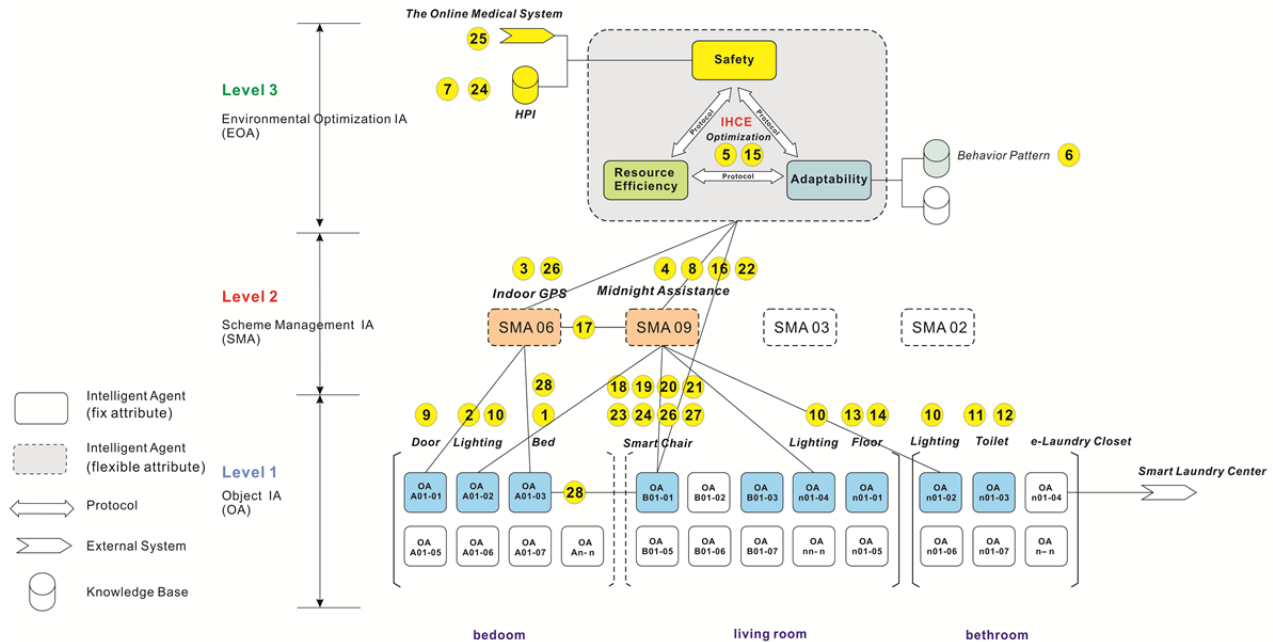 The Online Medical System
25
7 24
HPI
Safety
Protocol
Protocol
IHCE
Optimization
5 15
Resource
Efficiency
Protocol
Adaptability
Behavior Pattern 6
Level 3
Environmental Optimization IA
(EOA)
3 26
Indoor GPS
4 8 16 22
Midnight Assistance
Level 2
Scheme Management IA
(SMA)
SMA 06
17
SMA 09
SMA 03
SMA 02
28
18 19 20 21
9
2 10
1
23 24 26 27
10
13 14
10
11 12
Door
Lighting
Bed
Smart Chair
Lighting
Floor
Lighting
Toilet
e-Laundry Closet
Level 1
Object IA
(OA)
OA
A01-01
OA
A01-02
OA
A01-03
28
OA
B01-01
OA
B01-02
OA
B01-03
OA
n01-04
OA
n01-01
OA
n01-02
OA
n01-03
OA
n01-04
Smart Laundry Center
OA
A01-05
OA
A01-06
OA
A01-07
OA
An- n
OA
B01-05
OA
B01-06
OA
B01-07
OA
nn- n
OA
n01-05
OA
n01-06
OA
n01-07
OA
n– n
Intelligent Agent
(fix attribute)
Intelligent Agent
(flexible attribute)
Protocol
External System
Knowledge Base
bedoom
living room
bethroom